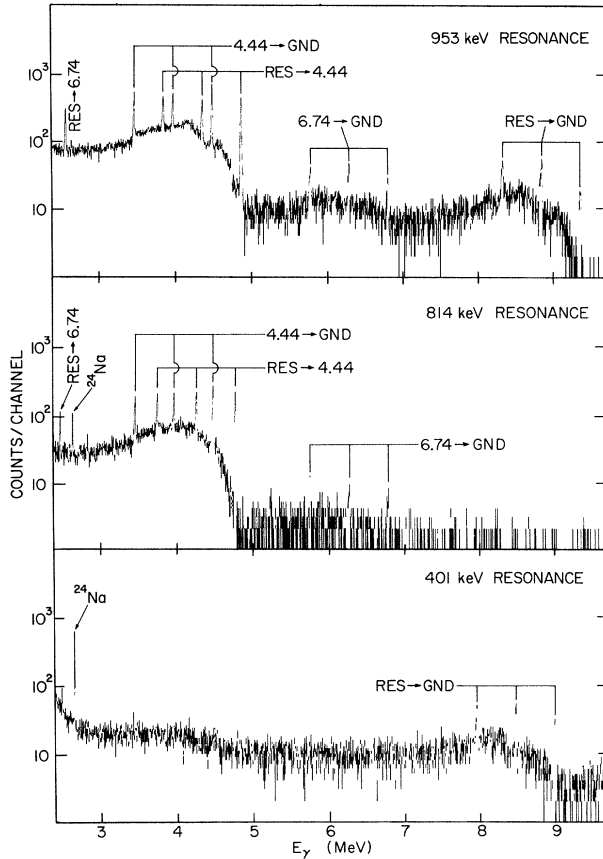 953 keV RESONANCE
4.44→GND
RES→4.44
RES→6.74
6.74→GND
RES→GND
10³
10²
10
814 keV RESONANCE
4.44→GND
RES→4.44
RES→6.74
²⁴Na
6.74→GND
10³
10²
10
COUNTS/CHANNEL
401 keV RESONANCE
²⁴Na
RES→GND
10³
10²
10
3 4 5 6 7 8 9
Eγ (MeV)